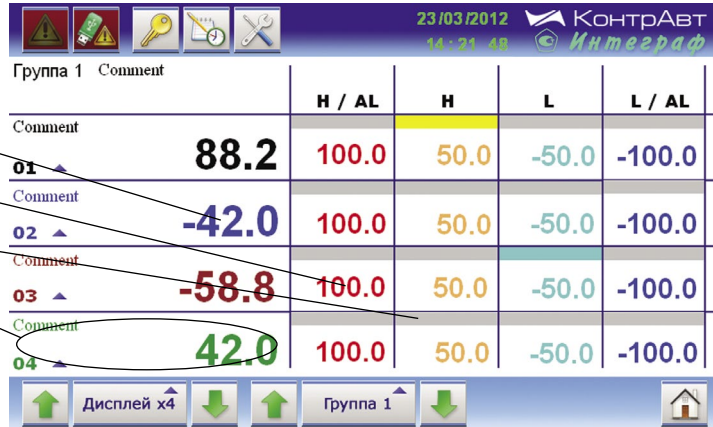 23/03/2012 КонтрАвт
14:21 48 Интеграф
Группа 1 Comment
H / AL H L L / AL
Comment
01 88.2 100.0 50.0 -50.0 -100.0
Comment
02 -42.0 100.0 50.0 -50.0 -100.0
Comment
03 -58.8 100.0 50.0 -50.0 -100.0
Comment
04 42.0 100.0 50.0 -50.0 -100.0
Дисплей x4 Группа 1